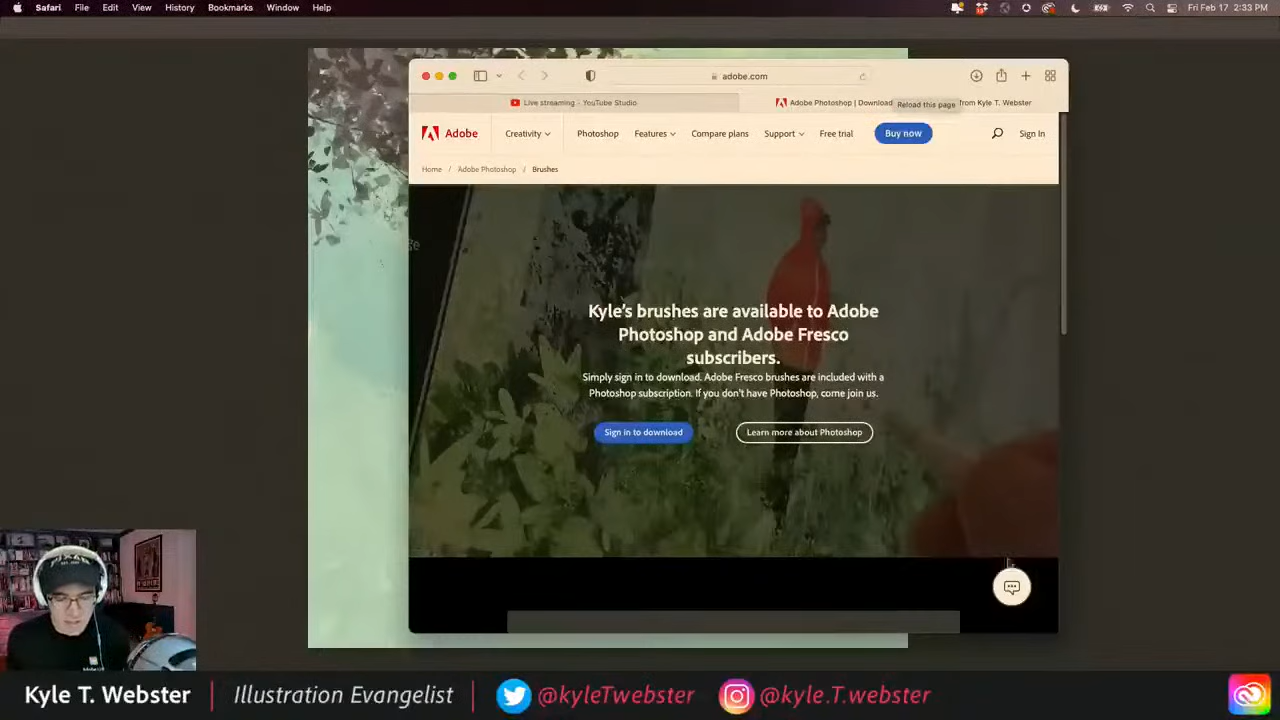 Safari File Edit View History Bookmarks Window Help
Fri Feb 17 2:33 PM
adobe.com
Live streaming - YouTube Studio
Adobe Photoshop | Download
from Kyle T. Webster
Reload this page
Adobe Creativity Photoshop Features Compare plans Support Free trial Buy now Sign In
Home / Adobe Photoshop / Brushes
Kyle's brushes are available to Adobe
Photoshop and Adobe Fresco
subscribers.
Simply sign in to download. Adobe Fresco brushes are included with a
Photoshop subscription. If you don't have Photoshop, come join us.
Sign in to download Learn more about Photoshop
Kyle T. Webster | Illustration Evangelist | @kyleTwebster @kyle.T.webster